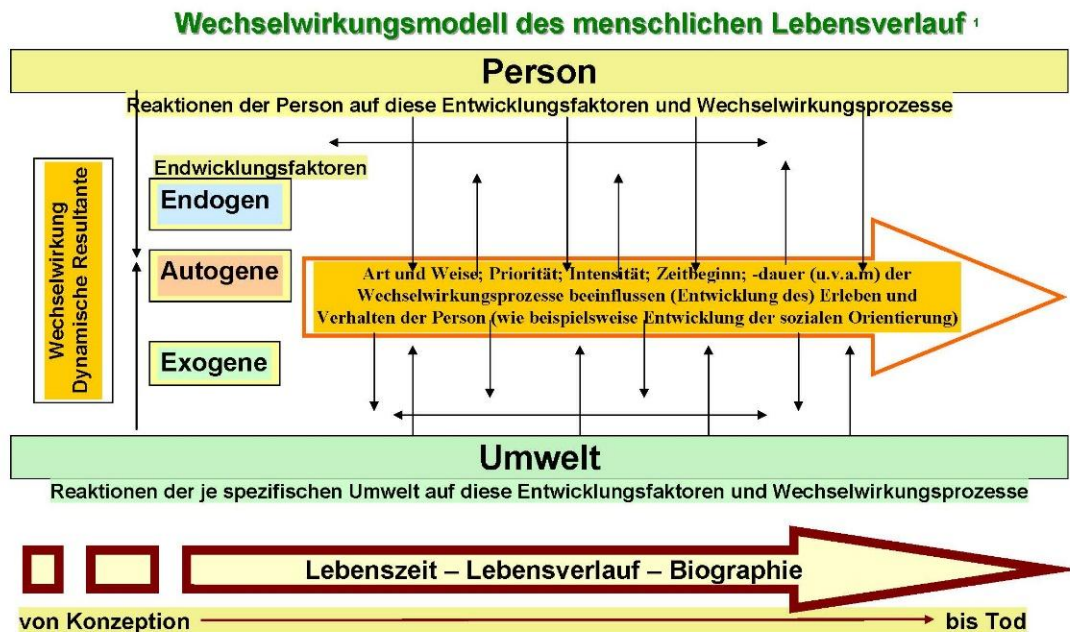 Wechselwirkungsmodell des menschlichen Lebensverlauf ¹
Person
Reaktionen der Person auf diese Entwicklungsfaktoren und Wechselwirkungsprozesse
Wechselwirkung
Dynamische Resultante
Endwicklungsfaktoren
Endogen
Autogene
Exogene
Art und Weise; Priorität; Intensität; Zeitbeginn; -dauer (u.v.a.m) der
Wechselwirkungsprozesse beeinflussen (Entwicklung des) Erleben und
Verhalten der Person (wie beispielsweise Entwicklung der sozialen Orientierung)
Umwelt
Reaktionen der je spezifischen Umwelt auf diese Entwicklungsfaktoren und Wechselwirkungsprozesse
Lebenszeit – Lebensverlauf – Biographie
von Konzeption bis Tod